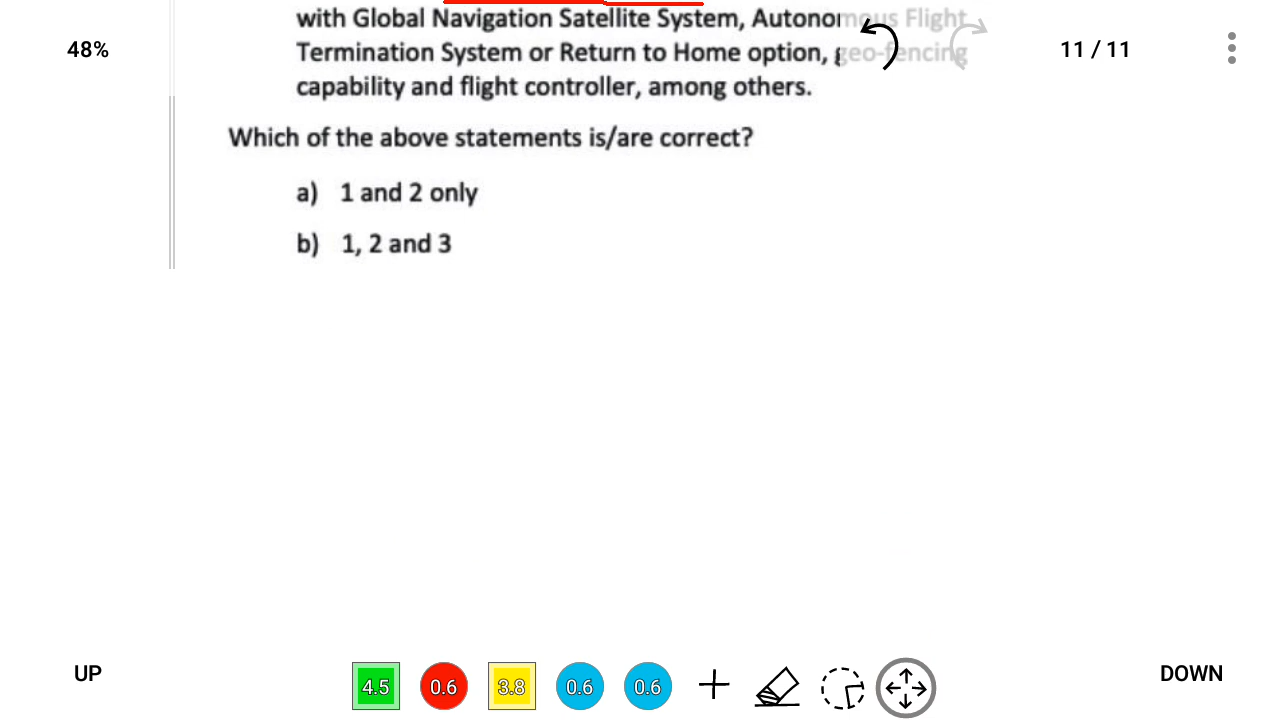 48%
with Global Navigation Satellite System, Autonomous Flight
11 / 11
Termination System or Return to Home option, geo-fencing
capability and flight controller, among others.
Which of the above statements is/are correct?
a) 1 and 2 only
b) 1, 2 and 3
UP
4.5
0.6
3.8
0.6
0.6
DOWN